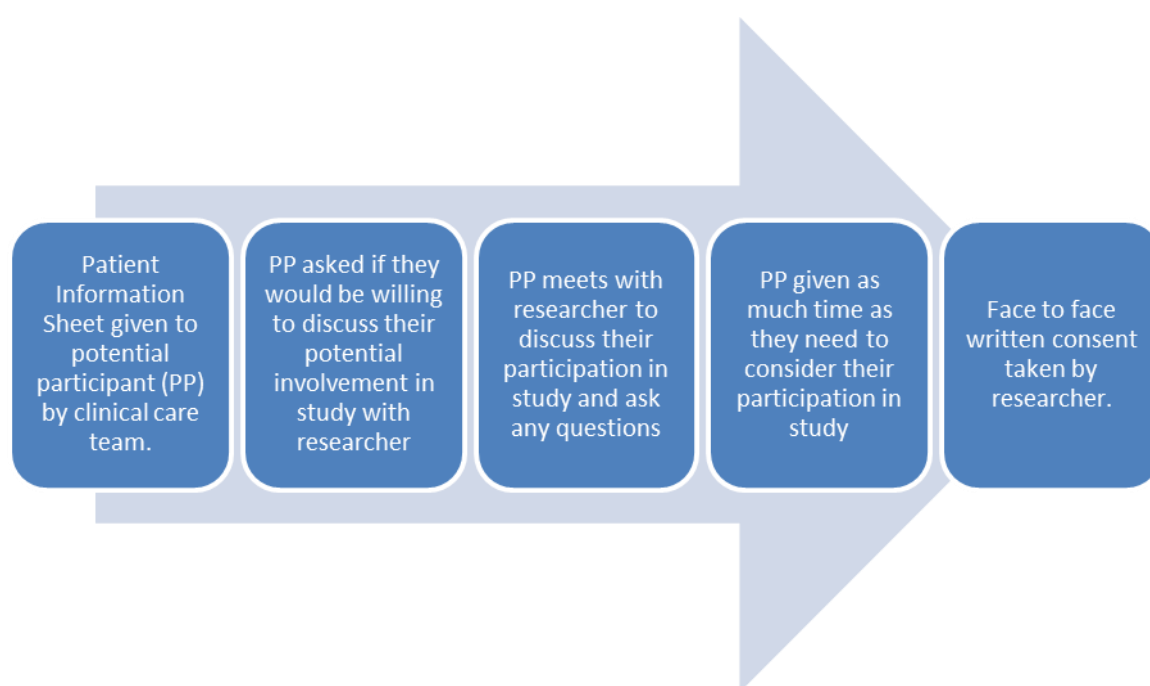 Patient
Information
Sheet given to
potential
participant (PP)
by clinical care
team.
PP asked if they
would be willing
to discuss their
potential
involvement in
study with
researcher
PP meets with
researcher to
discuss their
participation in
study and ask
any questions
PP given as
much time as
they need to
consider their
participation in
study
Face to face
written consent
taken by
researcher.